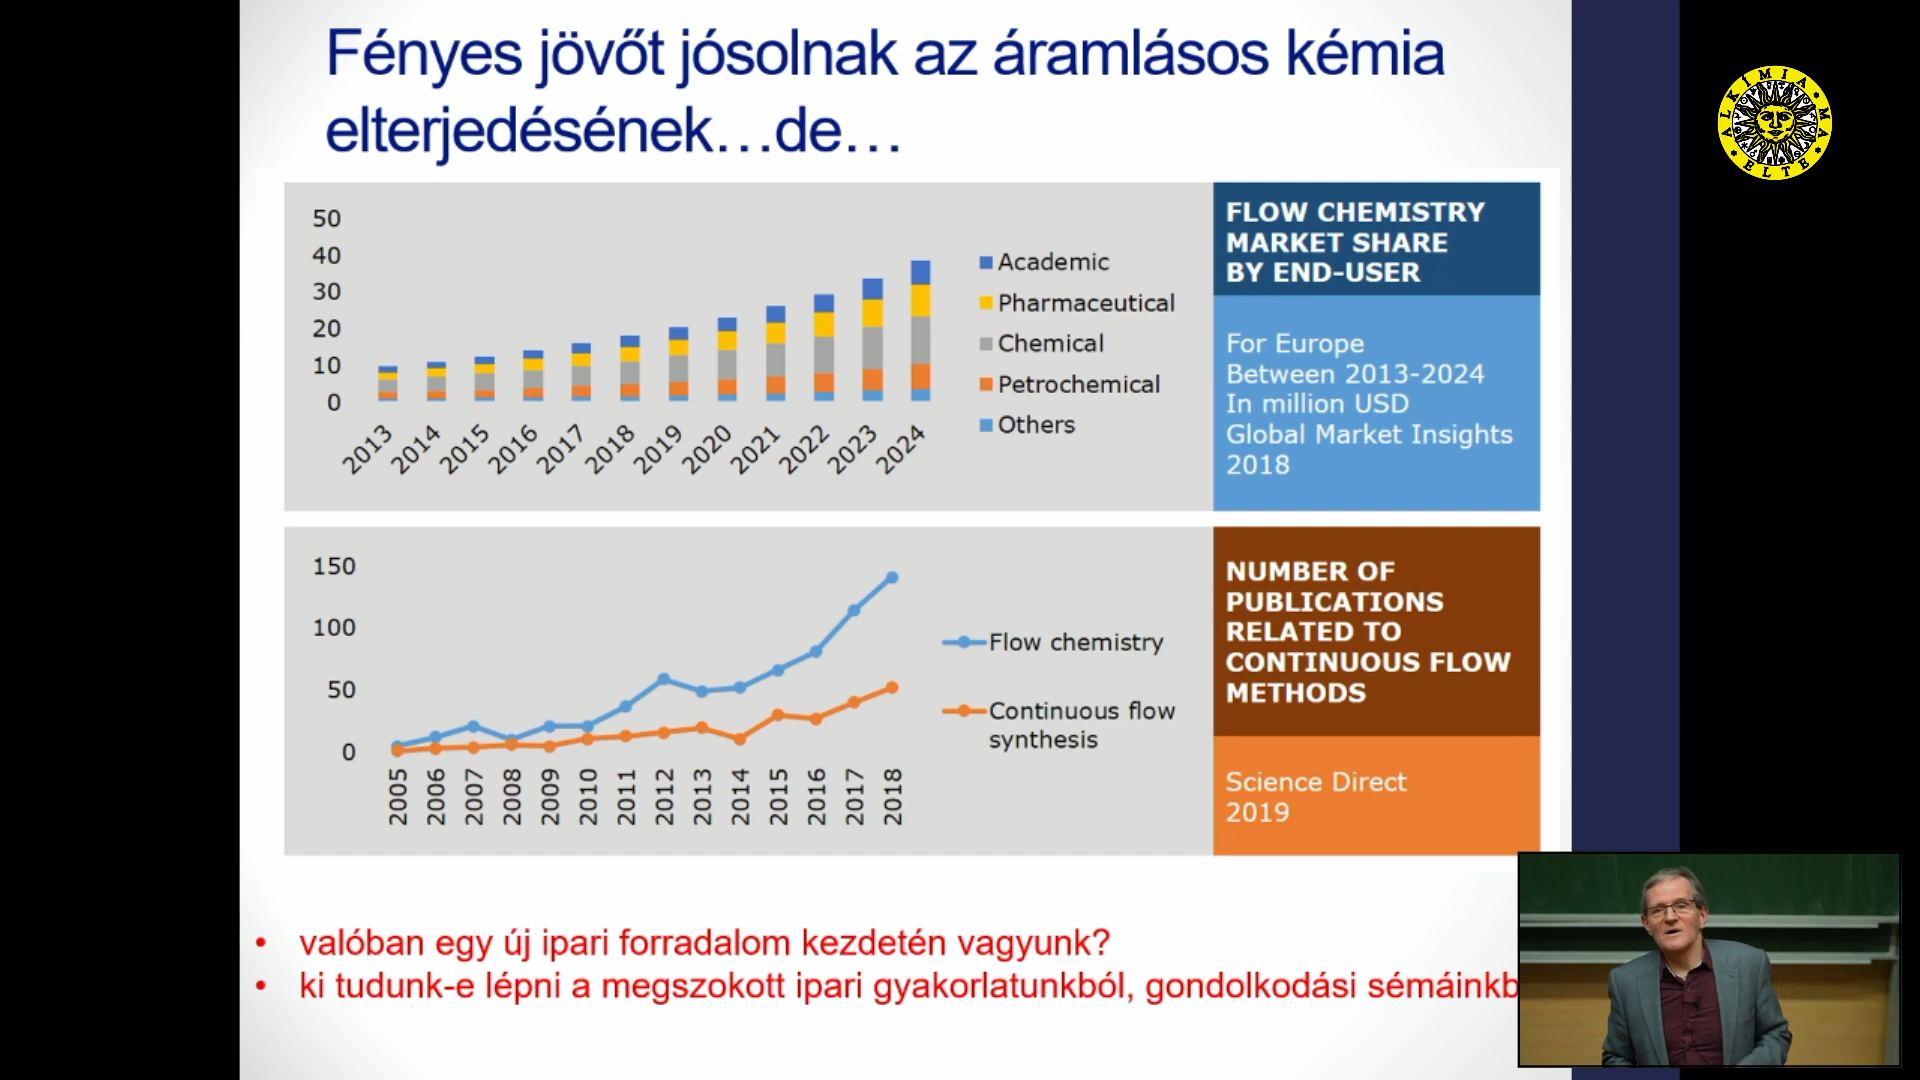 Fényes jövőt jósolnak az áramlásos kémia
elterjedésének…de…
50
40
30
20
10
0
2013
2014
2015
2016
2017
2018
2019
2020
2021
2022
2023
2024
Academic
Pharmaceutical
Chemical
Petrochemical
Others
FLOW CHEMISTRY
MARKET SHARE
BY END-USER
For Europe
Between 2013-2024
In million USD
Global Market Insights
2018
150
100
50
0
2005
2006
2007
2008
2009
2010
2011
2012
2013
2014
2015
2016
2017
2018
Flow chemistry
Continuous flow
synthesis
NUMBER OF
PUBLICATIONS
RELATED TO
CONTINUOUS FLOW
METHODS
Science Direct
2019
• valóban egy új ipari forradalom kezdetén vagyunk?
• ki tudunk-e lépni a megszokott ipari gyakorlatunkból, gondolkodási sémáinkb
ALKÍMIA • MA • ELTE •